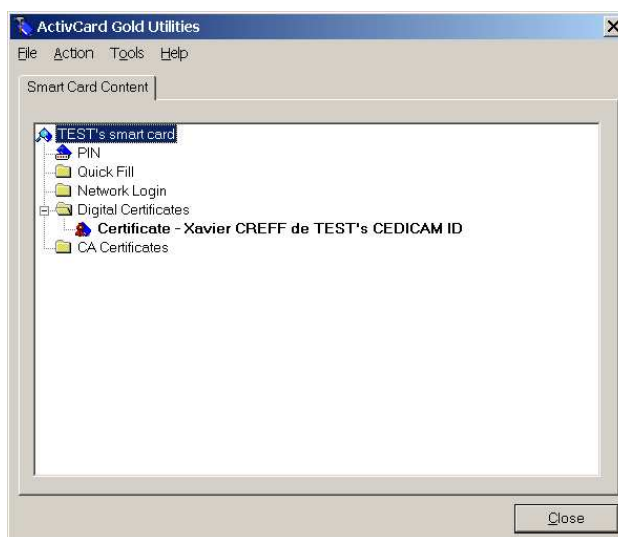 ActivCard Gold Utilities
File Action Tools Help
Smart Card Content
TEST's smart card
PIN
Quick Fill
Network Login
Digital Certificates
Certificate - Xavier CREFF de TEST's CEDICAM ID
CA Certificates
Close